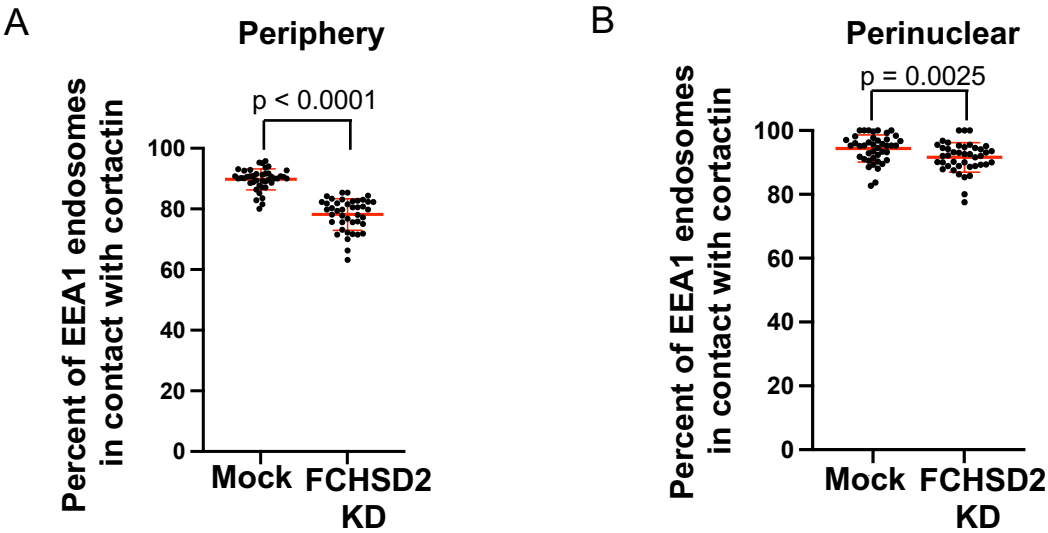 A
Periphery
p < 0.0001
Percent of EEA1 endosomes
in contact with cortactin
100
80
60
40
20
0
Mock
FCHSD2
KD
B
Perinuclear
p = 0.0025
Percent of EEA1 endosomes
in contact with cortactin
100
80
60
40
20
0
Mock
FCHSD2
KD